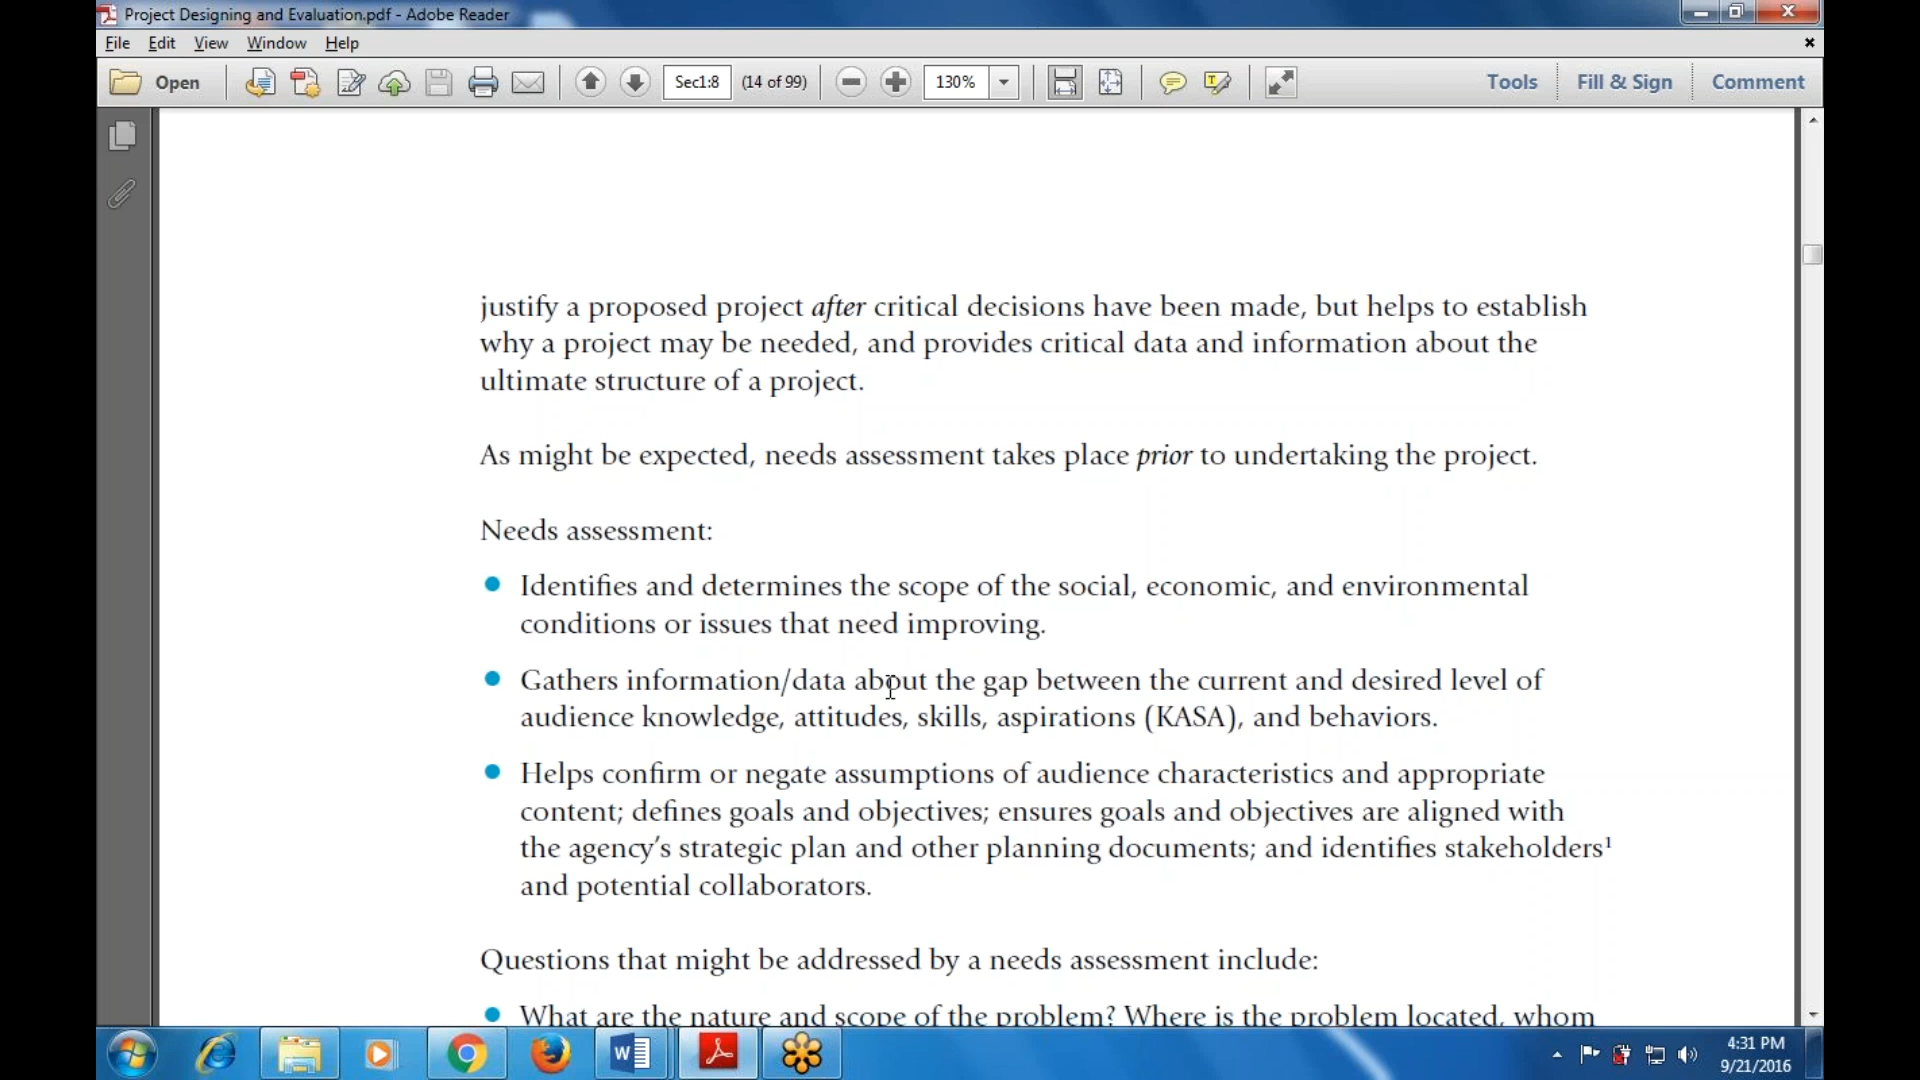 Project Designing and Evaluation.pdf - Adobe Reader
File Edit View Window Help
Open Sec1:8 (14 of 99) 130% Tools Fill & Sign Comment
justify a proposed project after critical decisions have been made, but helps to establish
why a project may be needed, and provides critical data and information about the
ultimate structure of a project.
As might be expected, needs assessment takes place prior to undertaking the project.
Needs assessment:
Identifies and determines the scope of the social, economic, and environmental
conditions or issues that need improving.
Gathers information/data about the gap between the current and desired level of
audience knowledge, attitudes, skills, aspirations (KASA), and behaviors.
Helps confirm or negate assumptions of audience characteristics and appropriate
content; defines goals and objectives; ensures goals and objectives are aligned with
the agency's strategic plan and other planning documents; and identifies stakeholders¹
and potential collaborators.
Questions that might be addressed by a needs assessment include:
What are the nature and scope of the problem? Where is the problem located, whom
4:31 PM
9/21/2016